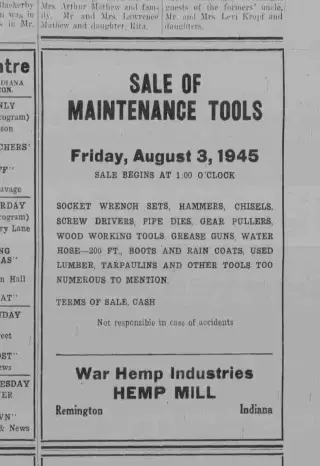 Mrs. Arthur Mathew and fam-
ily. Mr. and Mrs. Lawrence
Mathew and daughter, Rita.
guests of the formers' uncle,
Mr. and Mrs. Levi Kropf and
daughters.
SALE OF
MAINTENANCE TOOLS
Friday, August 3, 1945
SALE BEGINS AT 1:00 O'CLOCK
SOCKET WRENCH SETS, HAMMERS, CHISELS,
SCREW DRIVERS, PIPE DIES, GEAR PULLERS,
WOOD WORKING TOOLS, GREASE GUNS, WATER
HOSE—200 FT., BOOTS AND RAIN COATS, USED
LUMBER, TARPAULINS AND OTHER TOOLS TOO
NUMEROUS TO MENTION.
TERMS OF SALE, CASH
Not responsible in case of accidents
War Hemp Industries
HEMP MILL
Remington Indiana